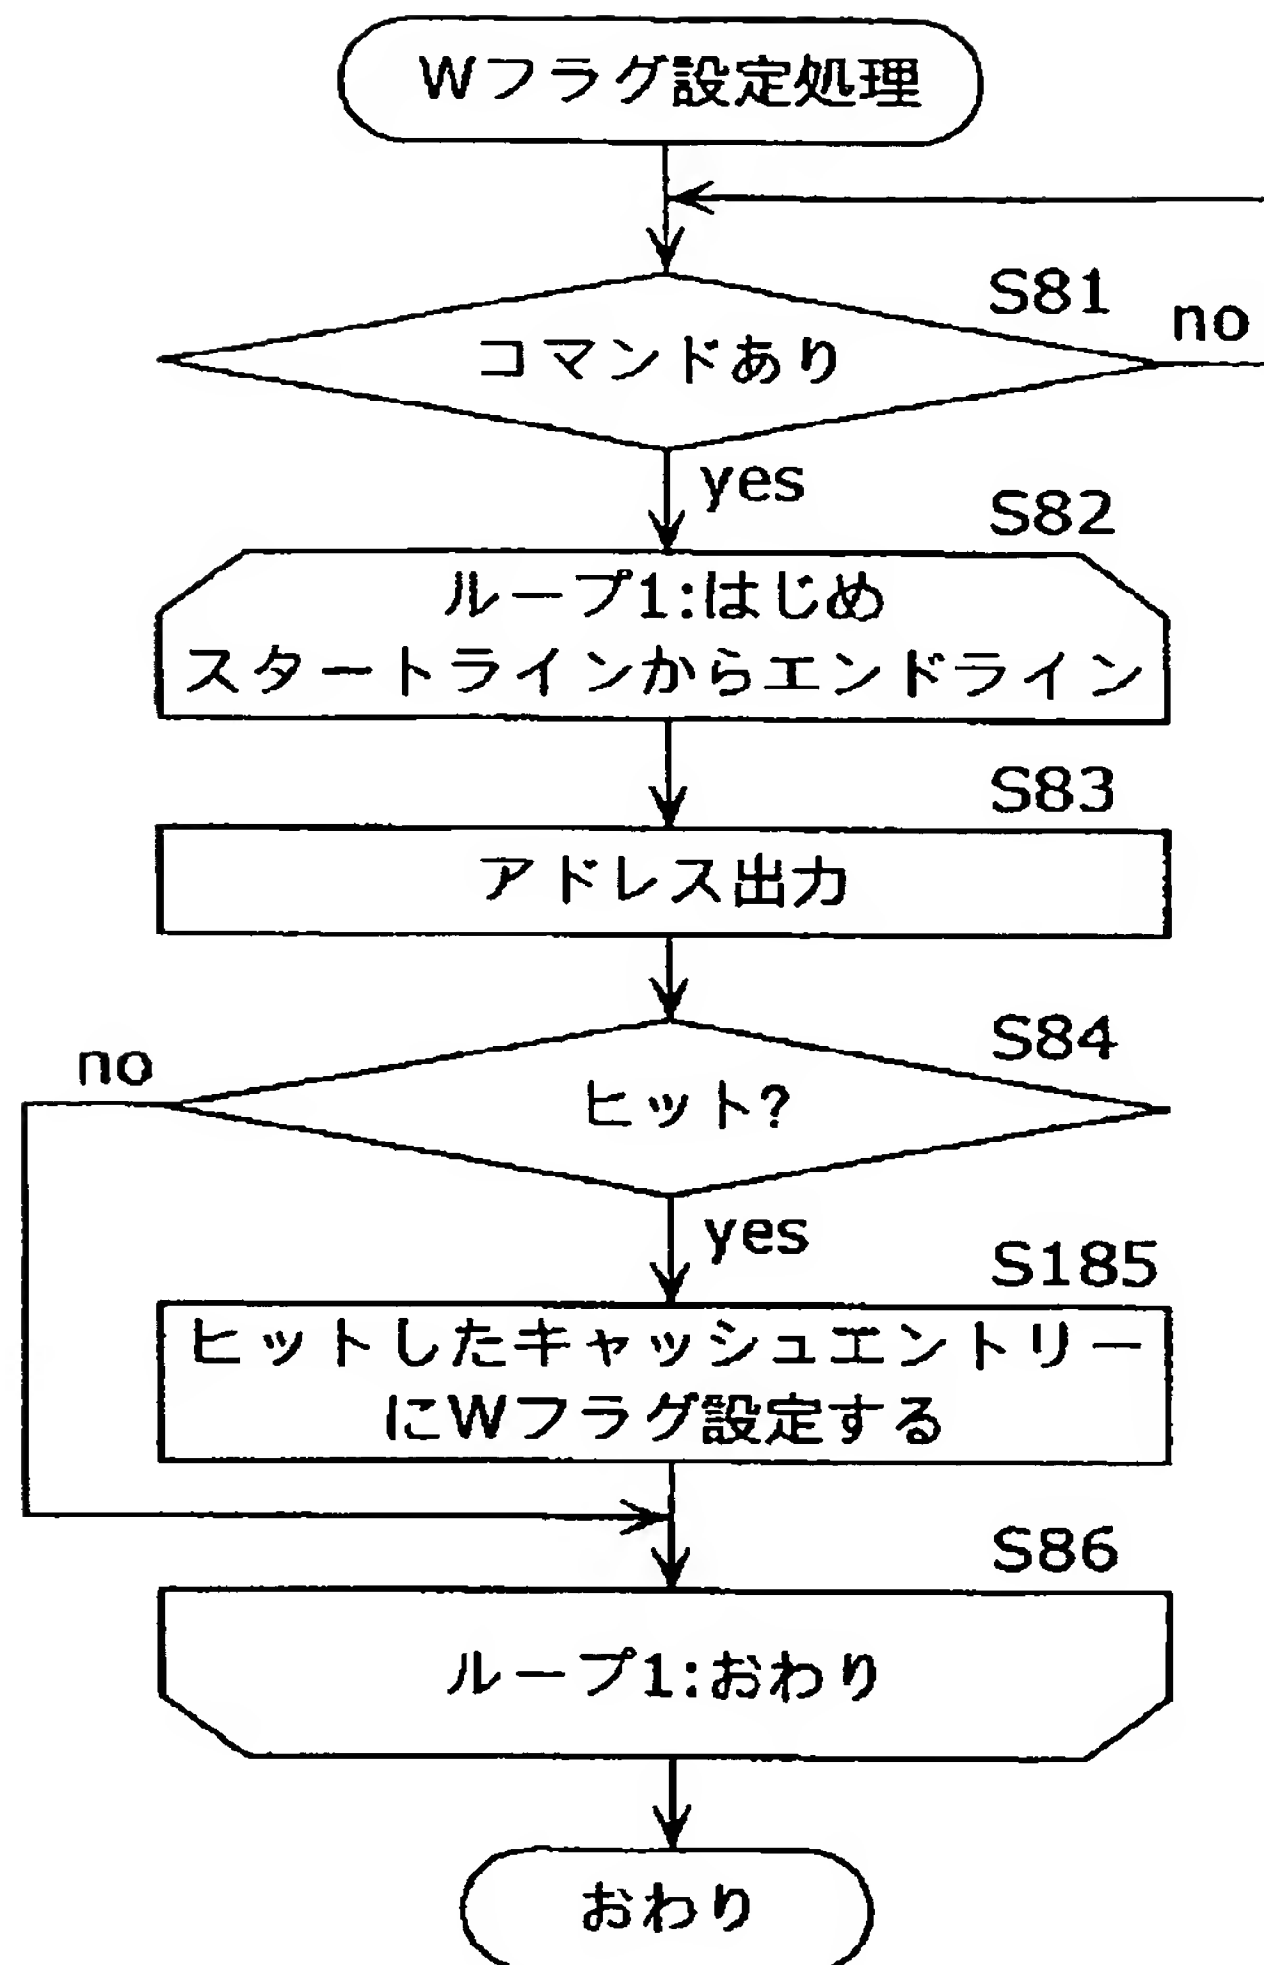 Wフラグ設定処理
S81
no
コマンドあり
yes
S82
ループ1:はじめ
スタートラインからエンドライン
S83
アドレス出力
S84
no
ヒット?
yes
S185
ヒットしたキャッシュエントリー
にWフラグ設定する
S86
ループ1:おわり
おわり